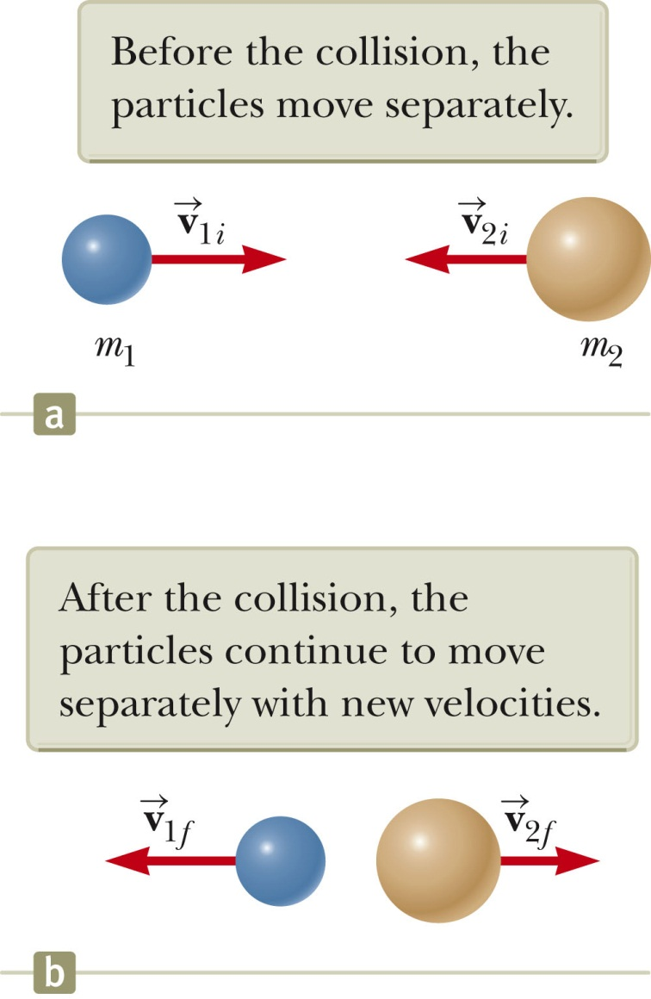 Before the collision, the
particles move separately.
v⃗1i
v⃗2i
m1
m2
a
After the collision, the
particles continue to move
separately with new velocities.
v⃗1f
v⃗2f
b